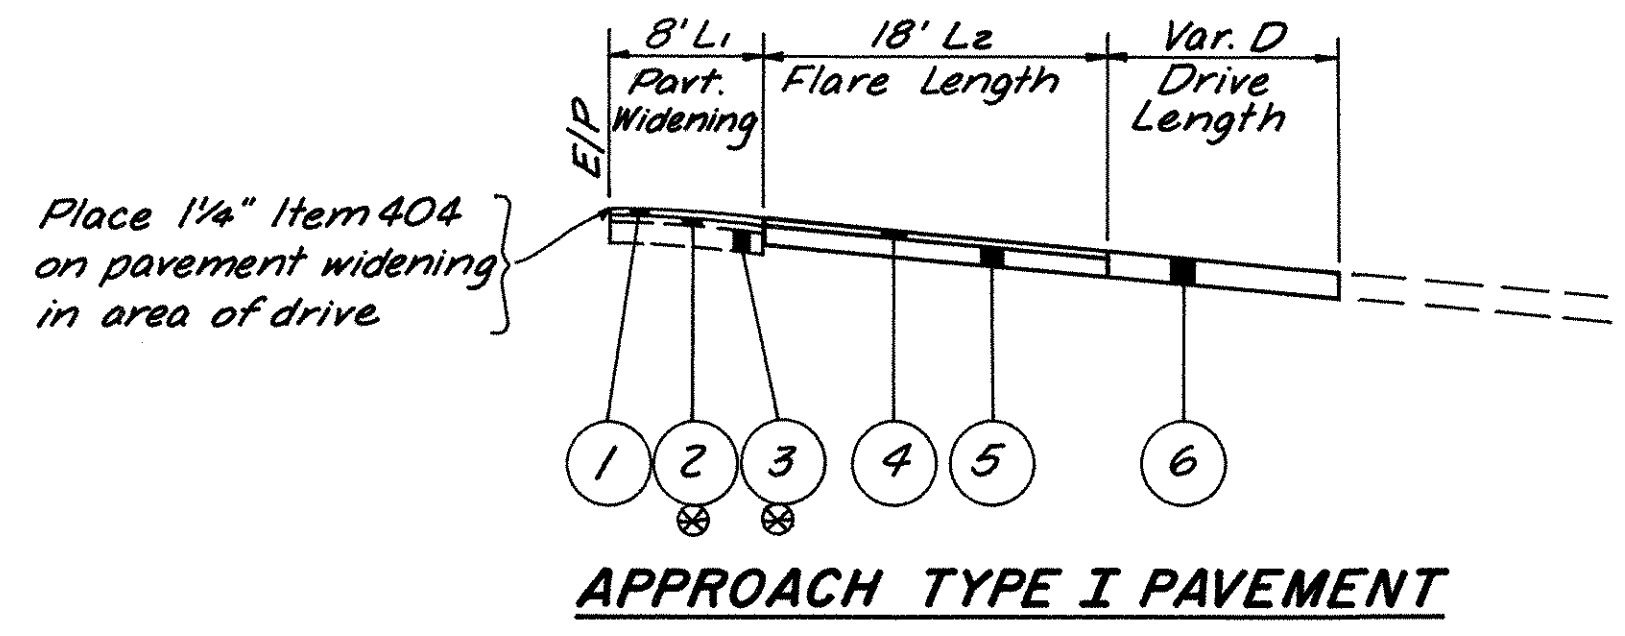 8' L1
Pavt.
Widening
18' L2
Flare Length
Var. D
Drive
Length
E/P
Place 1¼" Item 404
on pavement widening
in area of drive
1
2
3
4
5
6
APPROACH TYPE I PAVEMENT